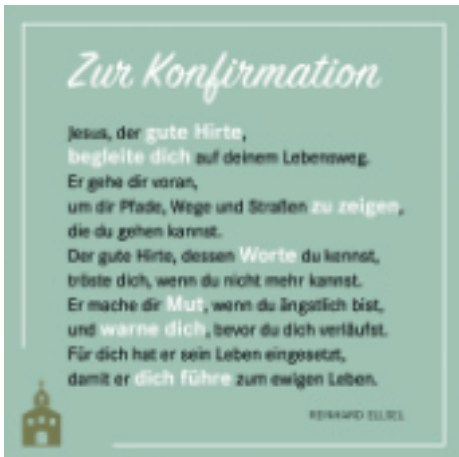 Zur Konfirmation
Jesus, der gute Hirte,
begleite dich auf deinem Lebensweg.
Er gehe dir voran,
um dir Pfade, Wege und Straßen zu zeigen,
die du gehen kannst.
Der gute Hirte, dessen Worte du kennst,
tröste dich, wenn du nicht mehr kannst.
Er mache dir Mut, wenn du ängstlich bist,
und warne dich, bevor du dich verläufst.
Für dich hat er sein Leben eingesetzt,
damit er dich führe zum ewigen Leben.
REINHARD ELLSEL